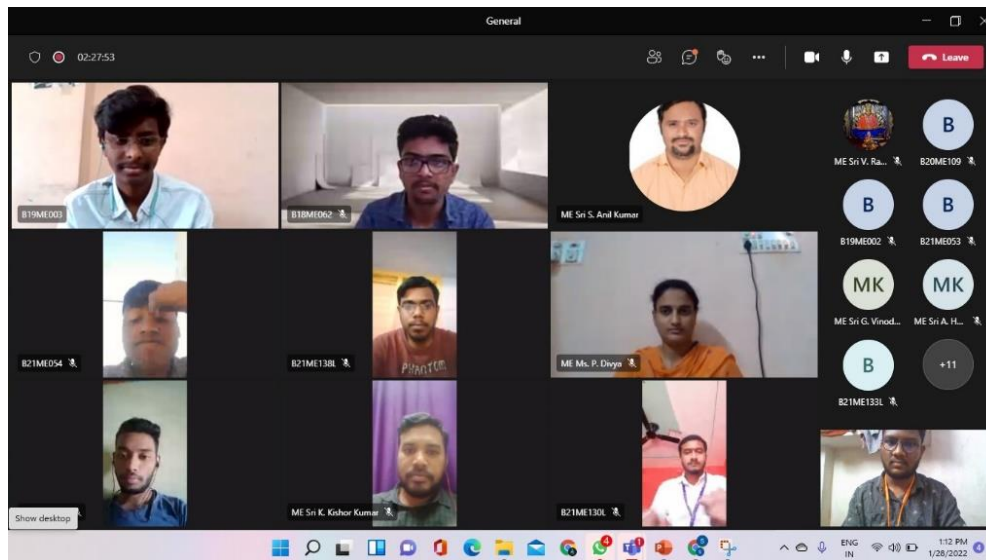 General
02:27:53
Leave
B19ME003
B18ME062
ME Sri S. Anil Kumar
ME Sri V. Ra...
B
B20ME109
B
B19ME002
B
B21ME053
B21ME054
B21ME138L
PHANTOM
ME Ms. P. Divya
MK
ME Sri G. Vinod...
MK
ME Sri A. H...
B
B21ME133L
+11
Show desktop
ME Sri K. Kishor Kumar
B21ME130L
ENG
IN
1:12 PM
1/28/2022